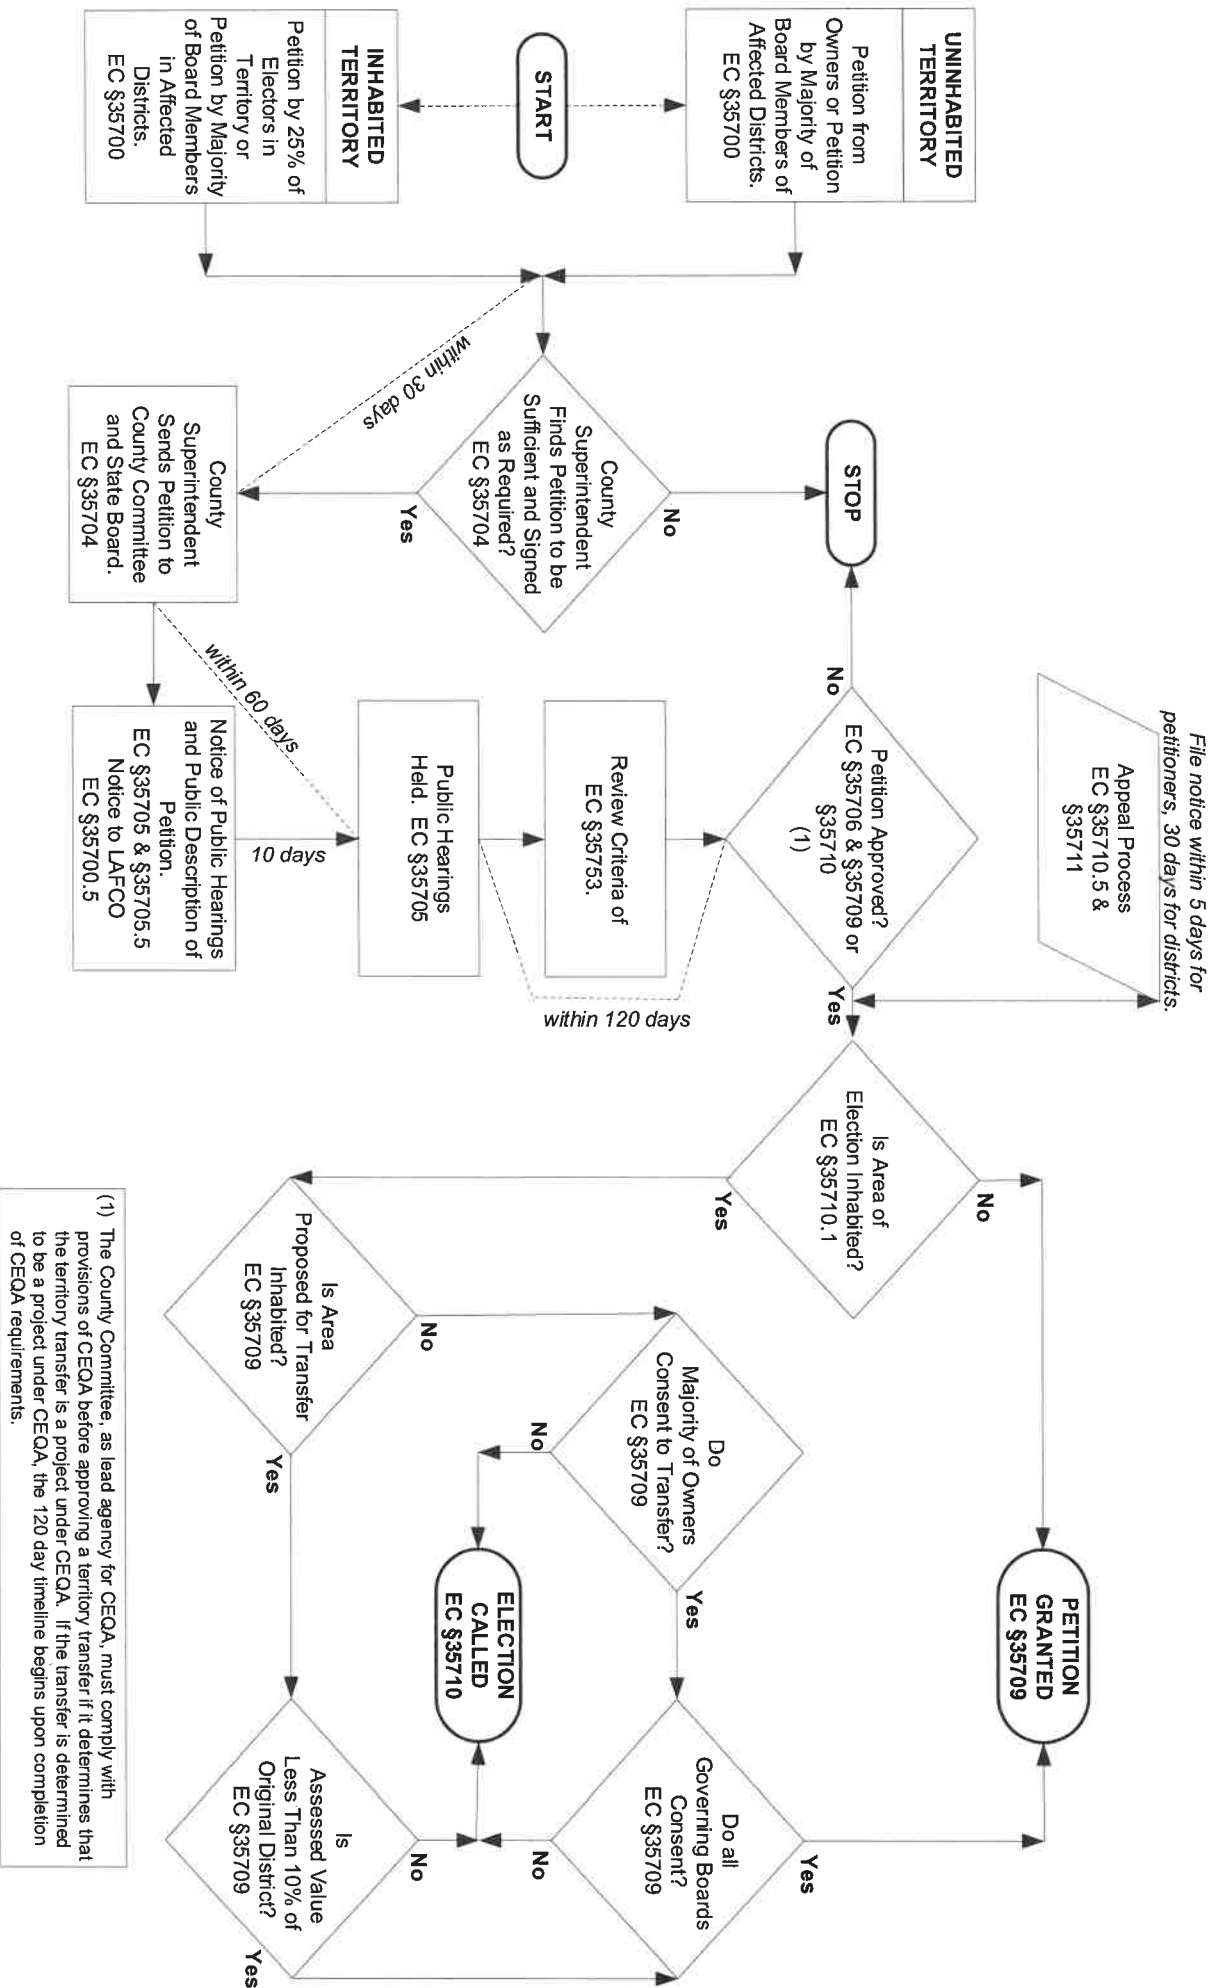 UNINHABITED
TERRITORY
Petition from
Owners or Petition
by Majority of
Board Members of
Affected Districts.
EC §35700
START
INHABITED
TERRITORY
Petition by 25% of
Electors in
Territory or
Petition by Majority
of Board Members
in Affected
Districts.
EC §35700
within 30 days
STOP
No
County
Superintendent
Finds Petition to be
Sufficient and Signed
as Required?
EC §35704
Yes
County
Superintendent
Sends Petition to
County Committee
and State Board.
EC §35704
within 60 days
File notice within 5 days for
petitioners, 30 days for districts.
Appeal Process
EC §35710.5 &
§35711
No
Petition Approved?
EC §35706 & §35709 or
§35710
(1)
Yes
Review Criteria of
EC §35753.
within 120 days
Public Hearings
Held.  EC §35705
10 days
Notice of Public Hearings
and Public Description of
Petition.
EC §35705 & §35705.5
Notice to LAFCO
EC §35700.5
No
Is Area of
Election Inhabited?
EC §35710.1
Yes
Is Area
Proposed for Transfer
Inhabited?
EC §35709
No
Yes
Do
Majority of Owners
Consent to Transfer?
EC §35709
No
Yes
PETITION
GRANTED
EC §35709
ELECTION
CALLED
EC §35710
Do all
Governing Boards
Consent?
EC §35709
Yes
No
Is
Assessed Value
Less Than 10% of
Original District?
EC §35709
No
Yes
(1) The County Committee, as lead agency for CEQA, must comply with
provisions of CEQA before approving a territory transfer if it determines that
the territory transfer is a project under CEQA.  If the transfer is determined
to be a project under CEQA, the 120 day timeline begins upon completion
of CEQA requirements.